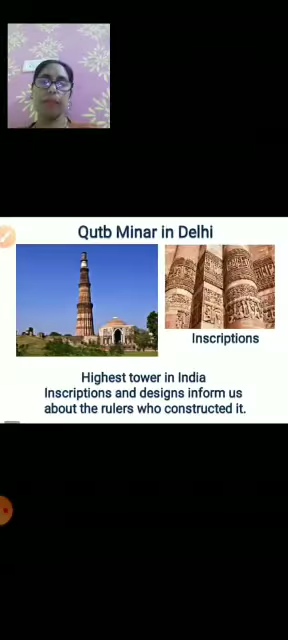 Qutb Minar in Delhi
Inscriptions
Highest tower in India
Inscriptions and designs inform us
about the rulers who constructed it.